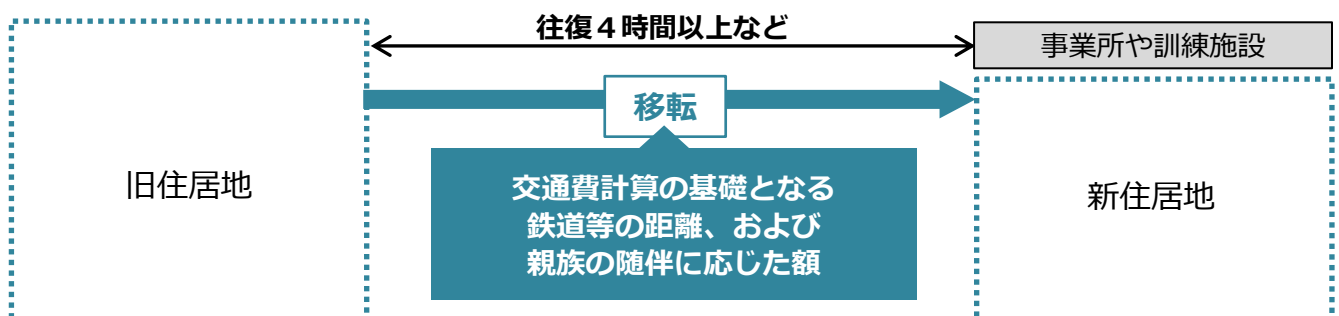 往復４時間以上など
事業所や訓練施設
移転
旧住居地
交通費計算の基礎となる
鉄道等の距離、および
親族の随伴に応じた額
新住居地